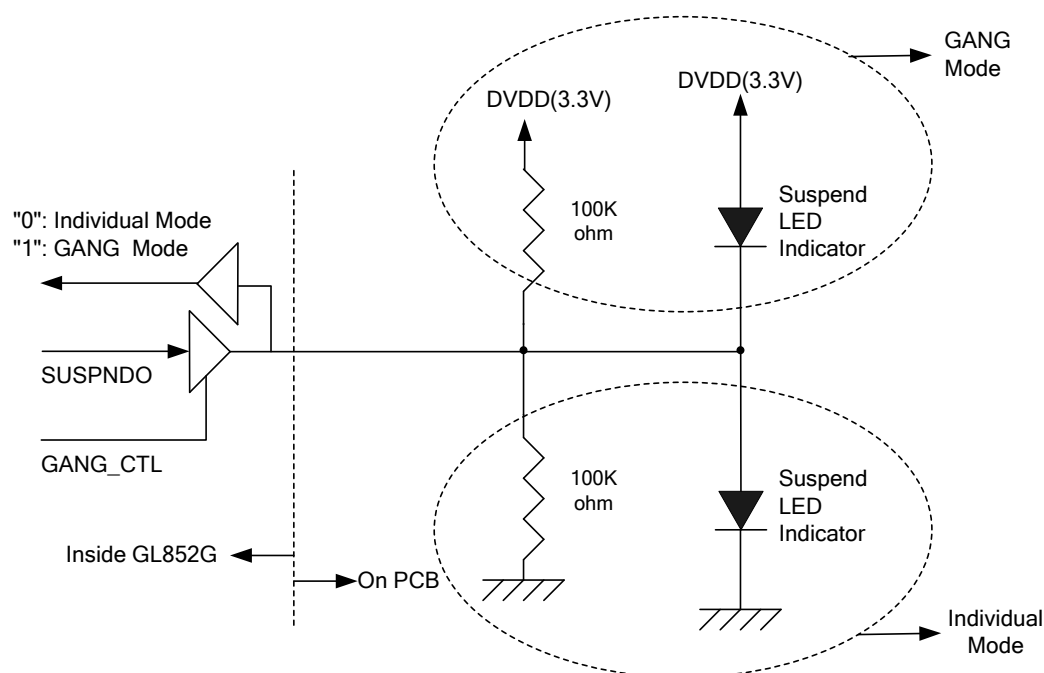 GANG
Mode
DVDD(3.3V)
DVDD(3.3V)
"0": Individual Mode
"1": GANG  Mode
100K
ohm
Suspend
LED
Indicator
SUSPNDO
GANG_CTL
100K
ohm
Suspend
LED
Indicator
Inside GL852G
On PCB
Individual
Mode